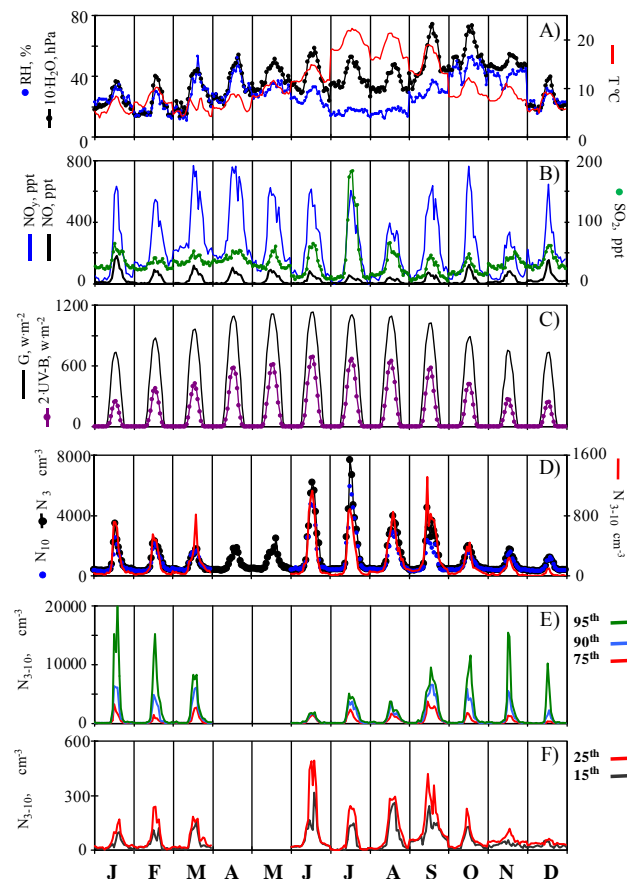 RH, %
10·H₂O, hPa
80
40
0
A)
20
10
0
T °C
NOy, ppt
NO, ppt
800
400
0
B)
200
100
0
SO₂, ppt
G, w·m⁻²
2·UV-B, w·m⁻²
1200
600
0
C)
N₁₀ N₃ cm⁻³
8000
4000
0
D)
1600
800
0
N₃₋₁₀ cm⁻³
N₃₋₁₀, cm⁻³
20000
10000
0
E)
95th
90th
75th
N₃₋₁₀, cm⁻³
600
300
0
F)
25th
15th
J F M A M J J A S O N D